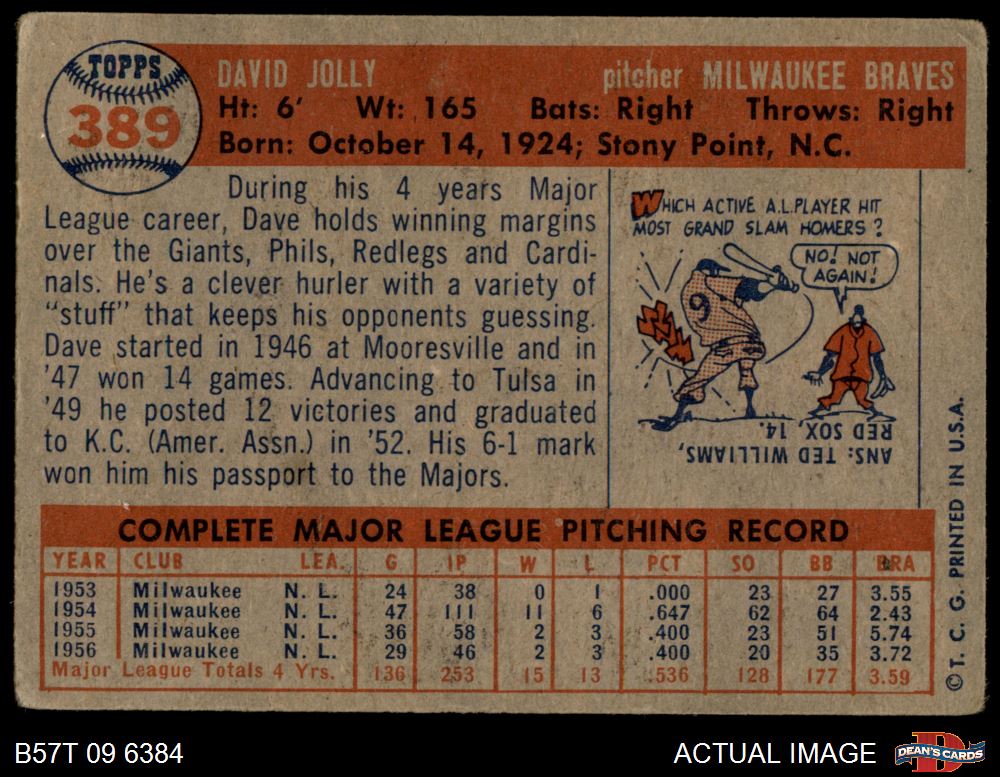 TOPPS
389
DAVID JOLLY pitcher MILWAUKEE BRAVES
Ht: 6' Wt: 165 Bats: Right Throws: Right
Born: October 14, 1924; Stony Point, N.C.
During his 4 years Major
League career, Dave holds winning margins
over the Giants, Phils, Redlegs and Cardi-
nals. He's a clever hurler with a variety of
"stuff" that keeps his opponents guessing.
Dave started in 1946 at Mooresville and in
'47 won 14 games. Advancing to Tulsa in
'49 he posted 12 victories and graduated
to K.C. (Amer. Assn.) in '52. His 6-1 mark
won him his passport to the Majors.
WHICH ACTIVE A.L. PLAYER HIT
MOST GRAND SLAM HOMERS?
NO! NOT
AGAIN!
9
ANS: TED WILLIAMS,
RED SOX, 14.
COMPLETE MAJOR LEAGUE PITCHING RECORD
YEAR CLUB LEA. G IP W L PCT SO BB ERA
1953 Milwaukee N. L. 24 38 0 1 .000 23 27 3.55
1954 Milwaukee N. L. 47 111 11 6 .647 62 64 2.43
1955 Milwaukee N. L. 36 58 2 3 .400 23 51 5.74
1956 Milwaukee N. L. 29 46 2 3 .400 20 35 3.72
Major League Totals 4 Yrs. 136 253 15 13 .536 128 177 3.59
© T. C. G. PRINTED IN U.S.A.
B57T 09 6384
ACTUAL IMAGE
DEAN'S CARDS